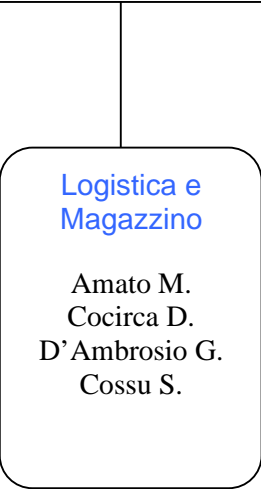 Logistica e
Magazzino
Amato M.
Cocirca D.
D’Ambrosio G.
Cossu S.